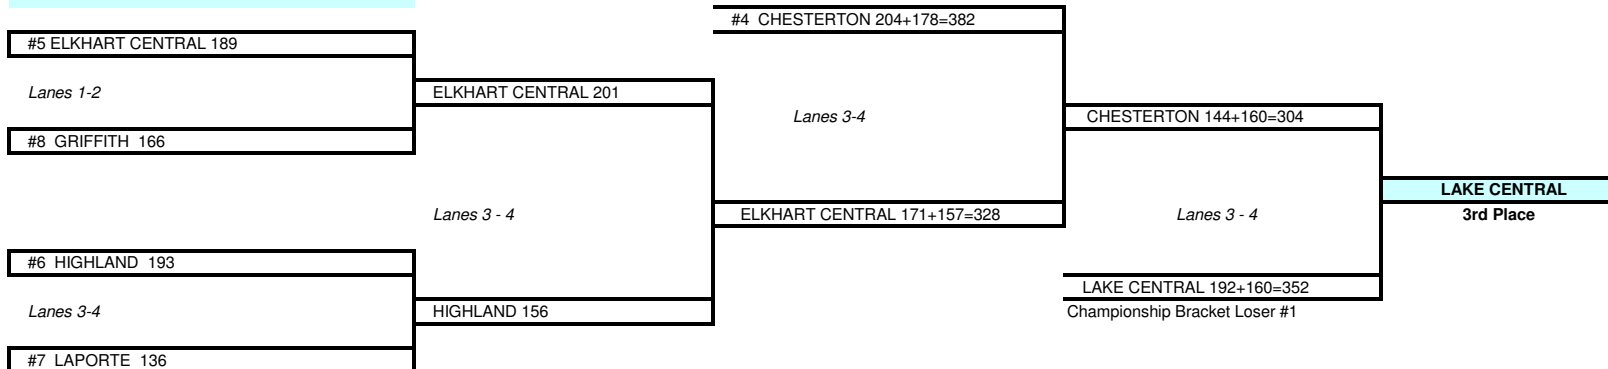 #4 CHESTERTON 204+178=382
#5 ELKHART CENTRAL 189
Lanes 1-2
ELKHART CENTRAL 201
Lanes 3-4
CHESTERTON 144+160=304
#8 GRIFFITH 166
LAKE CENTRAL
Lanes 3 - 4
ELKHART CENTRAL 171+157=328
Lanes 3 - 4
3rd Place
#6 HIGHLAND 193
LAKE CENTRAL 192+160=352
Lanes 3-4
HIGHLAND 156
Championship Bracket Loser #1
#7 LAPORTE 136